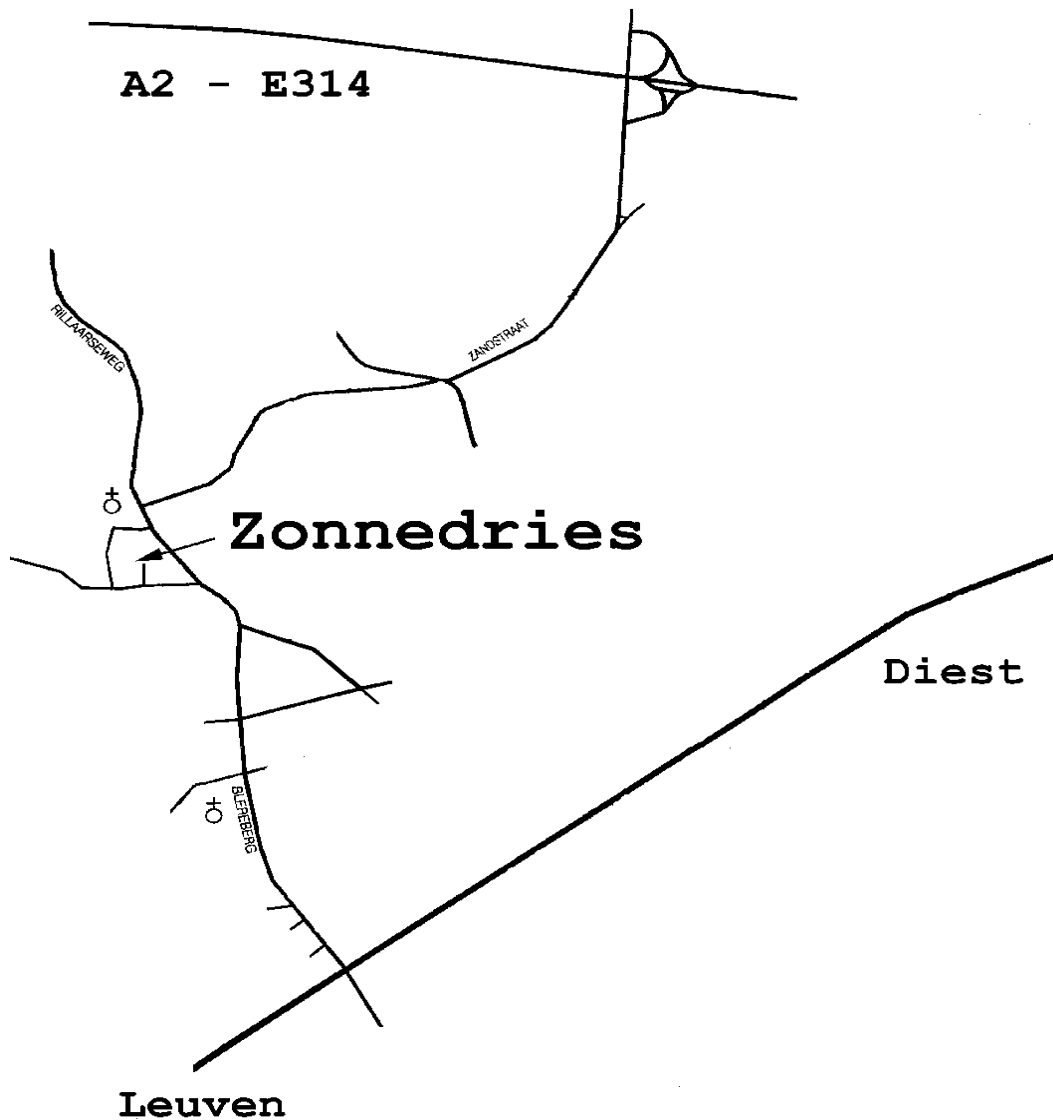 A2 - E314
RILLAARSEWEG
ZANDSTRAAT
Zonnedries
Diest
BLEREBERG
Leuven